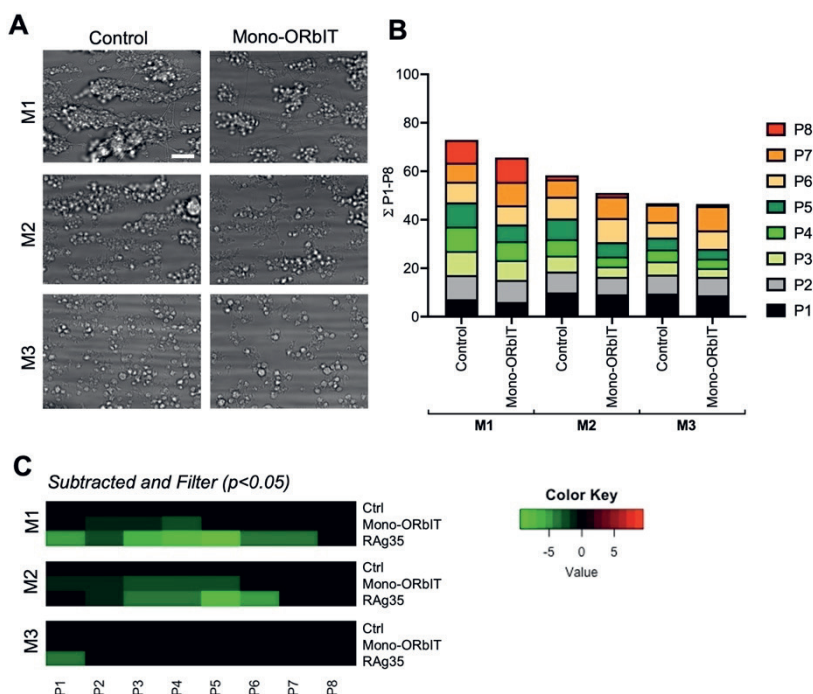 A
Control
Mono-ORbIT
M1
M2
M3
B
Σ P1-P8
100
80
60
40
20
0
Control
Mono-ORbIT
Control
Mono-ORbIT
Control
Mono-ORbIT
M1
M2
M3
P8
P7
P6
P5
P4
P3
P2
P1
C
Subtracted and Filter (p<0.05)
M1
Ctrl
Mono-ORbIT
RAg35
M2
Ctrl
Mono-ORbIT
RAg35
M3
Ctrl
Mono-ORbIT
RAg35
P1
P2
P3
P4
P5
P6
P7
P8
Color Key
-5 0 5
Value